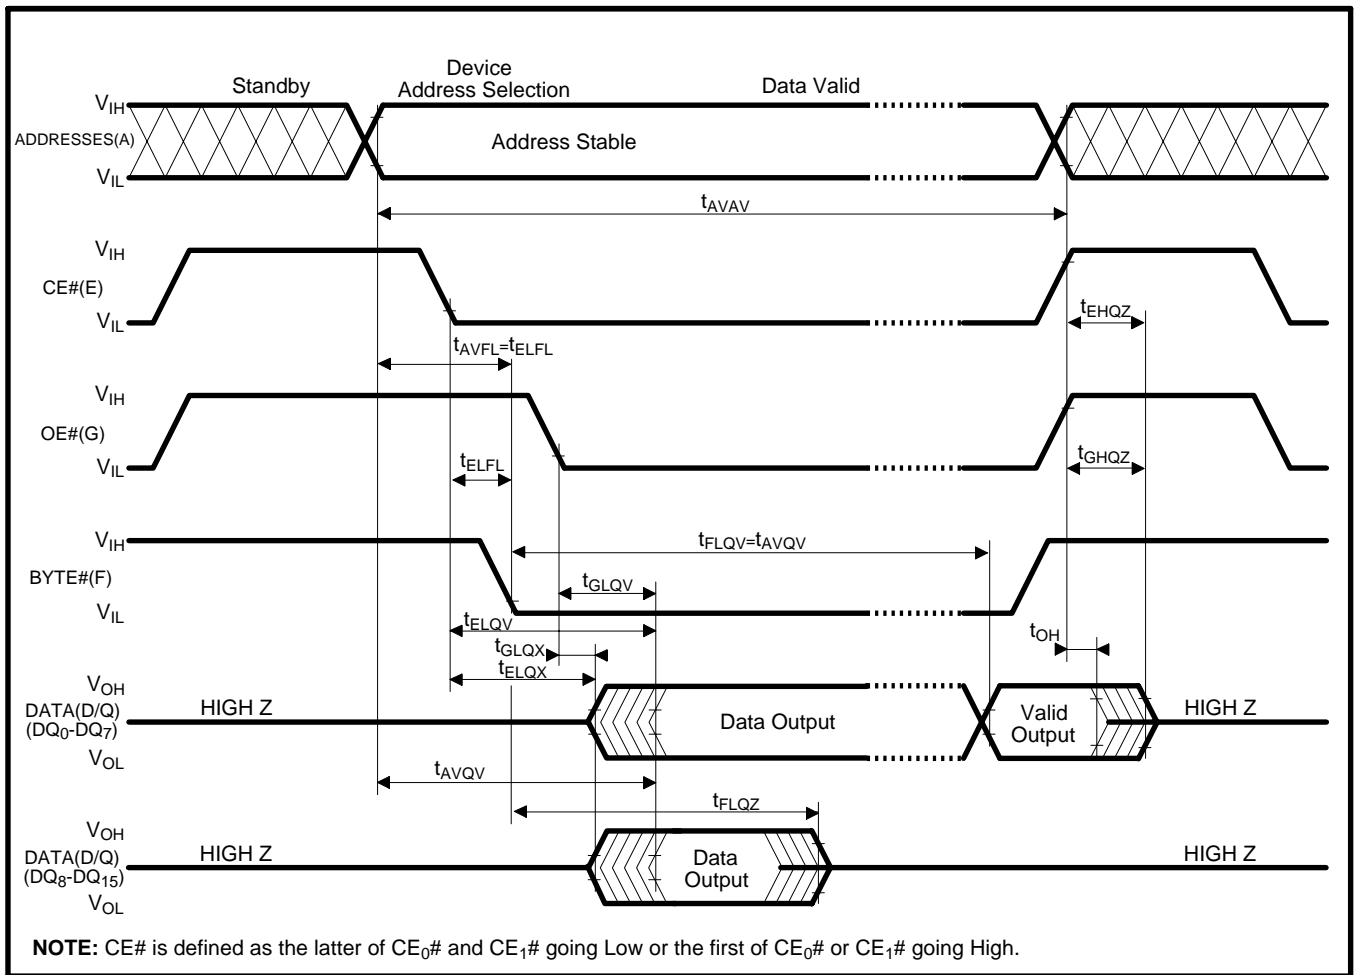 Standby
Device
Address Selection
Data Valid
VIH
ADDRESSES(A)
Address Stable
VIL
tAVAV
VIH
CE#(E)
VIL
tEHQZ
tAVFL=tELFL
VIH
OE#(G)
VIL
tELFL
tGHQZ
VIH
tFLQV=tAVQV
BYTE#(F)
tGLQV
VIL
tELQV
tOH
tGLQX
tELQX
VOH
DATA(D/Q)
(DQ0-DQ7)
VOL
HIGH Z
Data Output
Valid
Output
HIGH Z
tAVQV
tFLQZ
VOH
DATA(D/Q)
(DQ8-DQ15)
VOL
HIGH Z
Data
Output
HIGH Z
NOTE: CE# is defined as the latter of CE0# and CE1# going Low or the first of CE0# or CE1# going High.